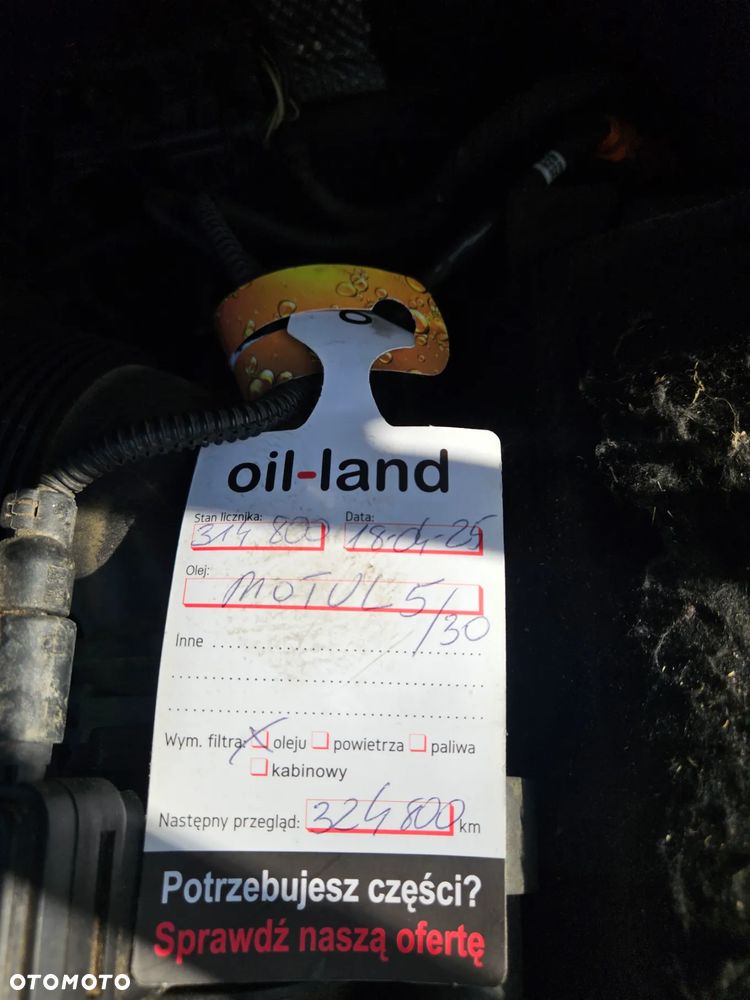 oil-land
Stan licznika: Data:
314 800 18-04-25
Olej:
MOTUL 5/30
Inne
Wym. filtra: oleju powietrza paliwa
kabinowy
Następny przegląd: 324 800 km
Potrzebujesz części?
Sprawdź naszą ofertę
OTOMOTO